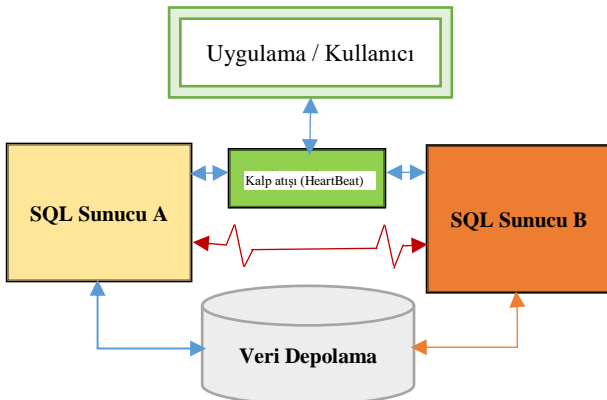 Uygulama / Kullanıcı
Kalp atışı (HeartBeat)
SQL Sunucu A
SQL Sunucu B
Veri Depolama